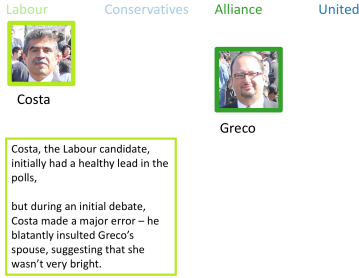 Labour Conservatives Alliance United
Costa
Greco
Costa, the Labour candidate,
initially had a healthy lead in the
polls,
but during an initial debate,
Costa made a major error – he
blatantly insulted Greco's
spouse, suggesting that she
wasn't very bright.